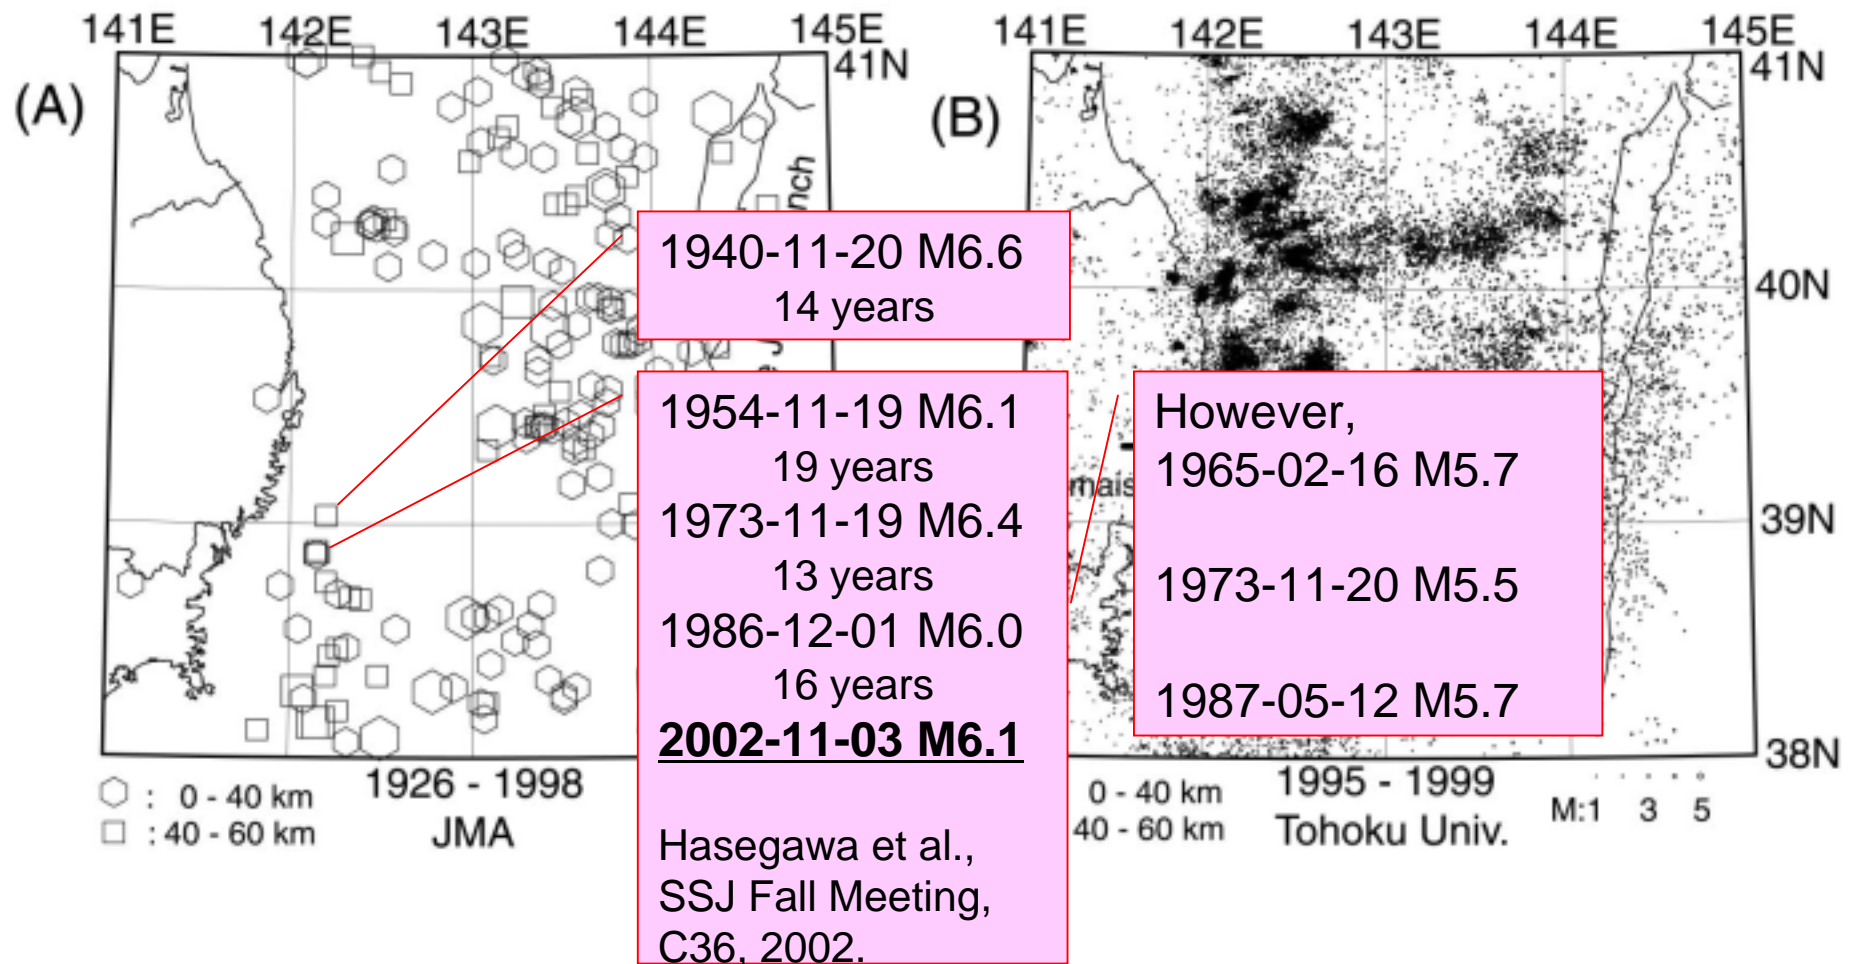 141E 142E 143E 144E 145E
41N
(A)
nch
1940-11-20 M6.6
14 years
1954-11-19 M6.1
19 years
1973-11-19 M6.4
13 years
1986-12-01 M6.0
16 years
2002-11-03 M6.1
Hasegawa et al.,
SSJ Fall Meeting,
C36, 2002.
: 0 - 40 km
: 40 - 60 km
1926 - 1998
JMA
141E 142E 143E 144E 145E
41N
(B)
40N
39N
38N
mais
However,
1965-02-16 M5.7
1973-11-20 M5.5
1987-05-12 M5.7
0 - 40 km
40 - 60 km
1995 - 1999
Tohoku Univ.
M:1 3 5